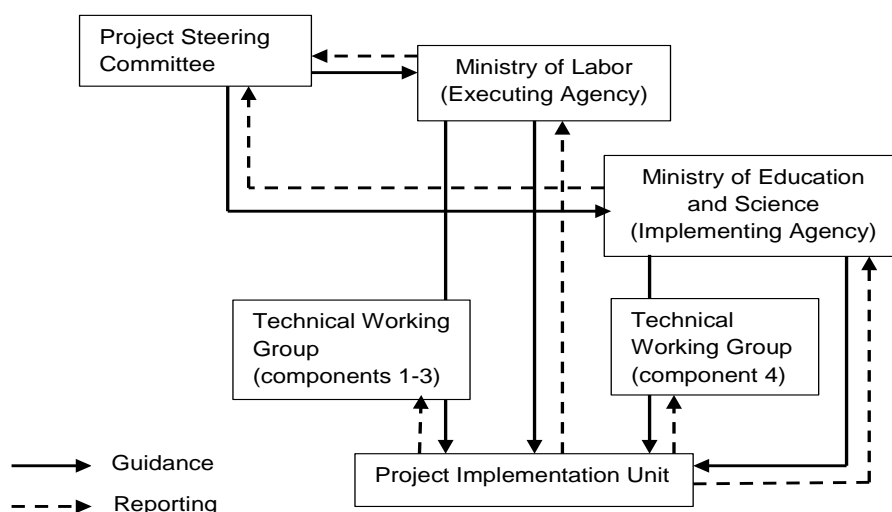 Project Steering
Committee
Ministry of Labor
(Executing Agency)
Ministry of Education
and Science
(Implementing Agency)
Technical Working
Group
(components 1-3)
Technical
Working Group
(component 4)
Project Implementation Unit
Guidance
Reporting